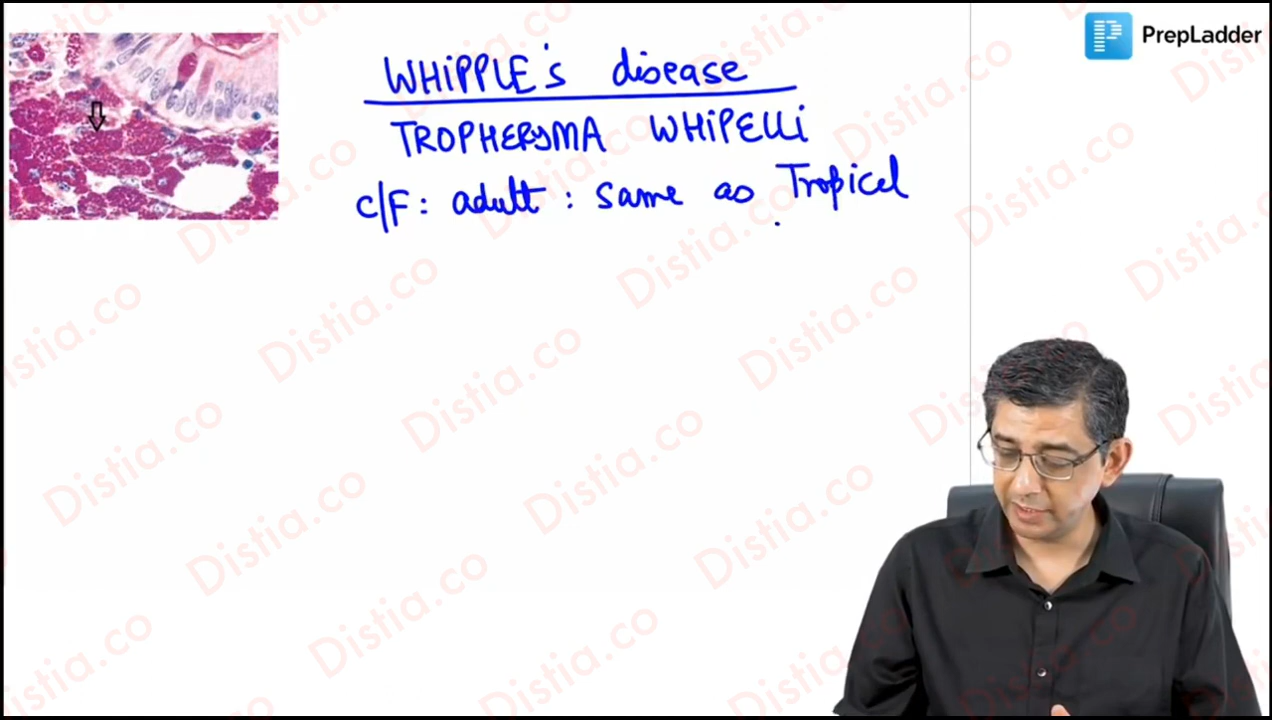 PrepLadder
WHiPPLE's disease
TROPHERYMA WHiPELLi
C/F : adult : same as Tropical
Distia.co